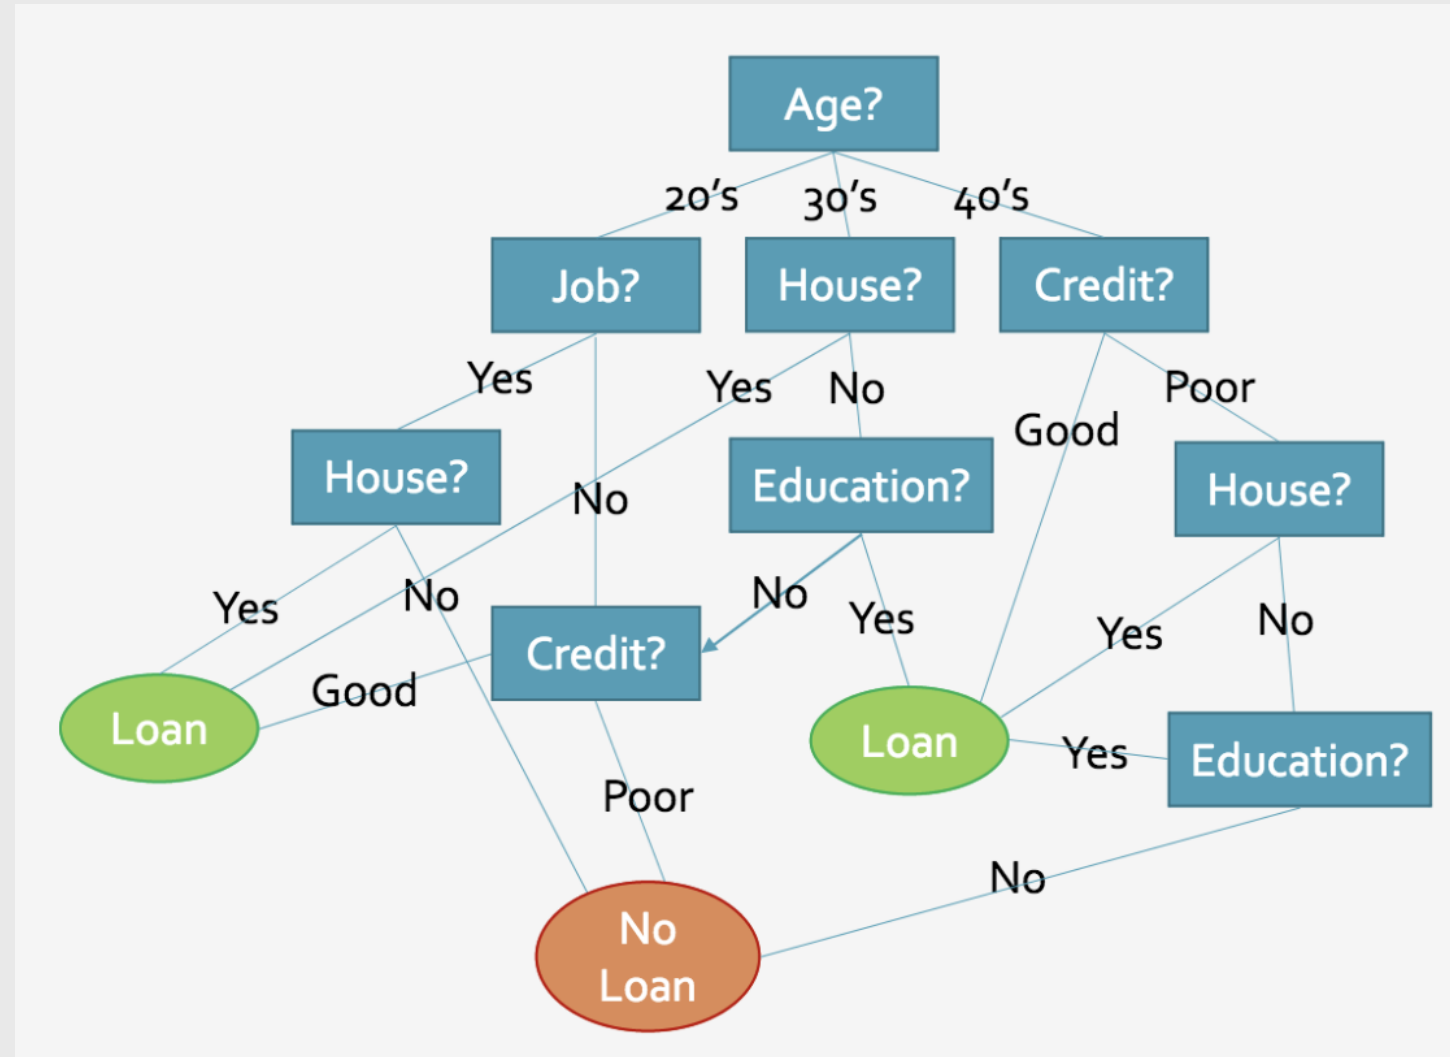 Age?
20's
30's
40's
Job?
House?
Credit?
Yes
Yes
No
Poor
Good
House?
No
Education?
House?
Yes
No
No
Yes
Yes
No
Credit?
Good
Loan
Loan
Yes
Education?
Poor
No
No
Loan